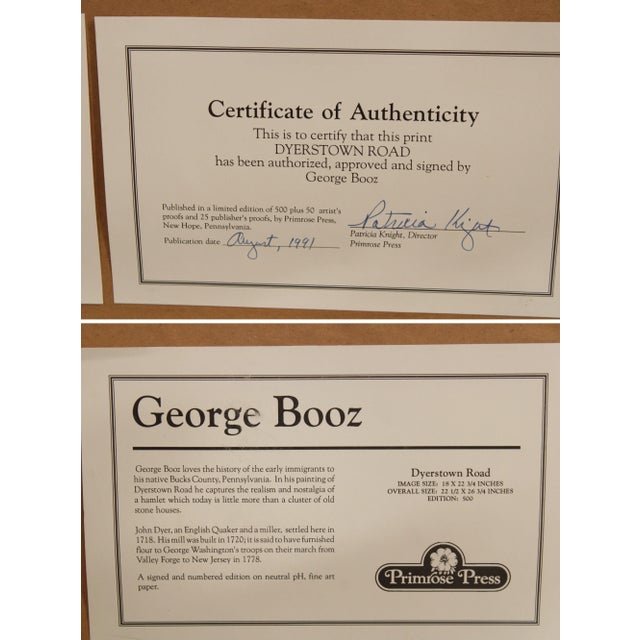 Certificate of Authenticity
This is to certify that this print
DYERSTOWN ROAD
has been authorized, approved and signed by
George Booz
Published in a limited edition of 500 plus 50 artist's
proofs and 25 publisher's proofs, by Primrose Press,
New Hope, Pennsylvania.
Publication date August, 1991
Patricia Knight
Patricia Knight, Director
Primrose Press
George Booz
George Booz loves the history of the early immigrants to
his native Bucks County, Pennsylvania. In his painting of
Dyerstown Road he captures the realism and nostalgia of
a hamlet which today is little more than a cluster of old
stone houses.
John Dyer, an English Quaker and a miller, settled here in
1718. His mill was built in 1720; it is said to have furnished
flour to George Washington's troops on their march from
Valley Forge to New Jersey in 1778.
A signed and numbered edition on neutral pH, fine art
paper.
Dyerstown Road
IMAGE SIZE: 18 X 22 3/4 INCHES
OVERALL SIZE: 22 1/2 X 26 3/4 INCHES
EDITION: 500
Primrose Press